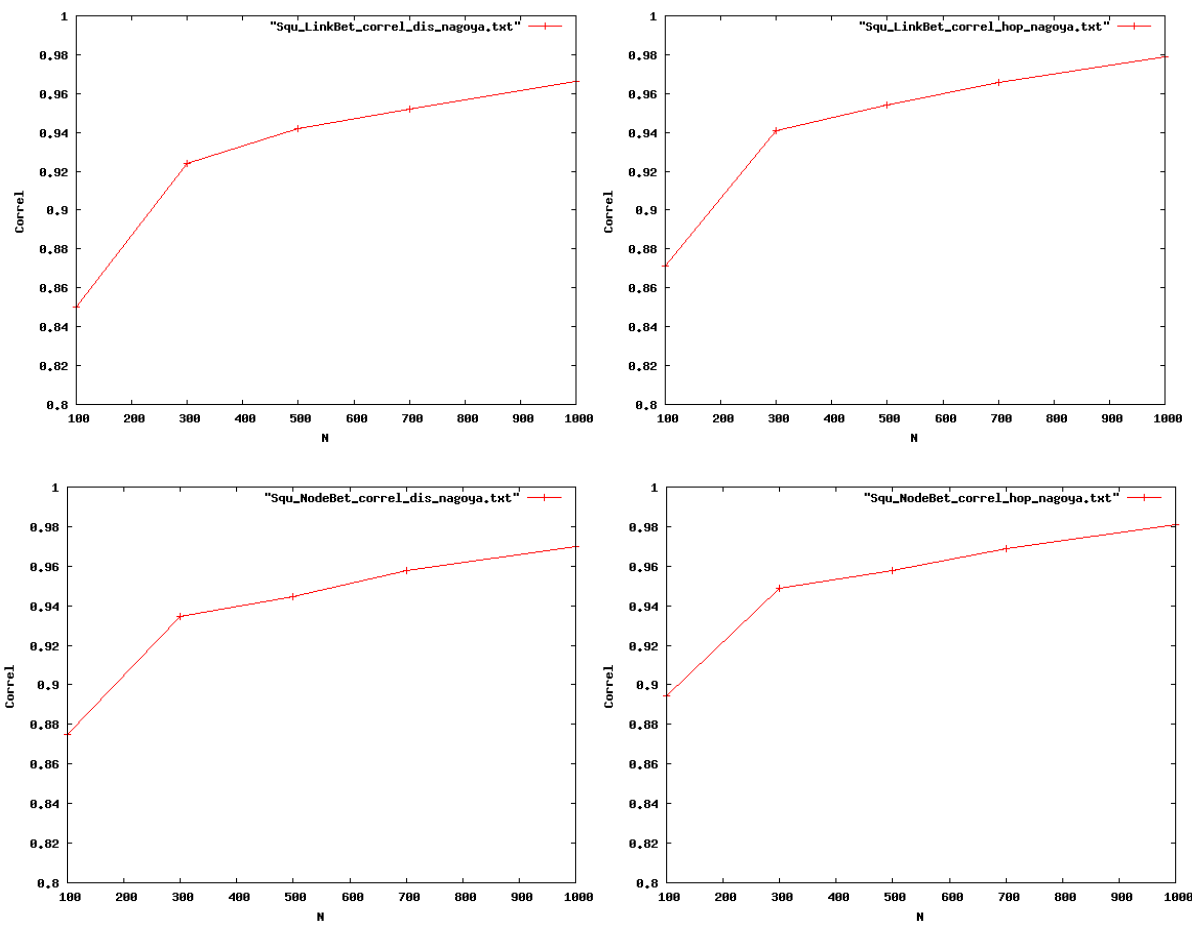 "Squ_LinkBet_correl_dis_nagoya.txt"
1
0.98
0.96
0.94
0.92
0.9
0.88
0.86
0.84
0.82
0.8
Correl
100 200 300 400 500 600 700 800 900 1000
N
"Squ_LinkBet_correl_hop_nagoya.txt"
1
0.98
0.96
0.94
0.92
0.9
0.88
0.86
0.84
0.82
0.8
Correl
100 200 300 400 500 600 700 800 900 1000
N
"Squ_NodeBet_correl_dis_nagoya.txt"
1
0.98
0.96
0.94
0.92
0.9
0.88
0.86
0.84
0.82
0.8
Correl
100 200 300 400 500 600 700 800 900 1000
N
"Squ_NodeBet_correl_hop_nagoya.txt"
1
0.98
0.96
0.94
0.92
0.9
0.88
0.86
0.84
0.82
0.8
Correl
100 200 300 400 500 600 700 800 900 1000
N